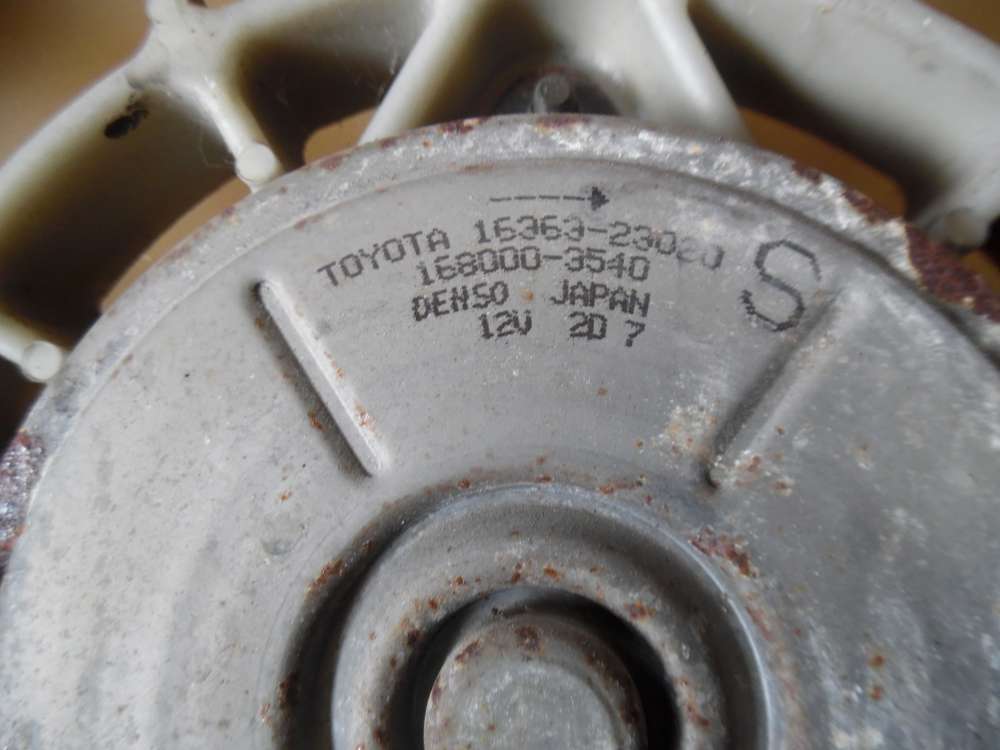 TOYOTA 16363-23020
168000-3540
DENSO JAPAN
12V 2D 7
S